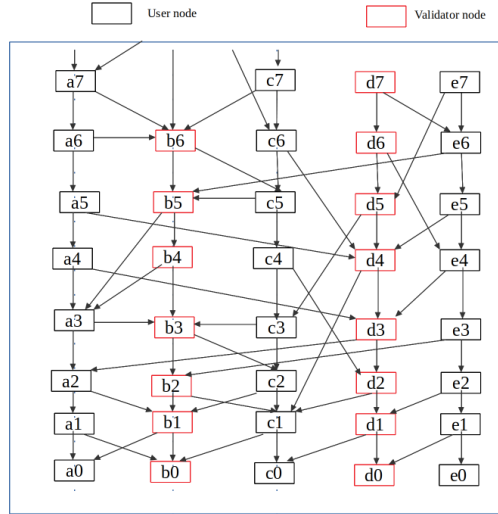 User node Validator node
a7 c7 d7 e7
a6 b6 c6 d6 e6
a5 b5 c5 d5 e5
a4 b4 c4 d4 e4
a3 b3 c3 d3 e3
a2 b2 c2 d2 e2
a1 b1 c1 d1 e1
a0 b0 c0 d0 e0